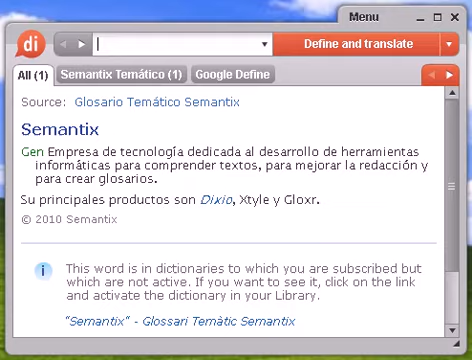 Menu
di
Define and translate
All (1)
Semantix Temático (1)
Google Define
Source: Glosario Temático Semantix
Semantix
Gen Empresa de tecnología dedicada al desarrollo de herramientas
informáticas para comprender textos, para mejorar la redacción y
para crear glosarios.
Su principales productos son Dixio, Xtyle y Gloxr.
© 2010 Semantix
i
This word is in dictionaries to which you are subscribed but
which are not active. If you want to see it, click on the link
and activate the dictionary in your Library.
"Semantix" - Glossari Temàtic Semantix